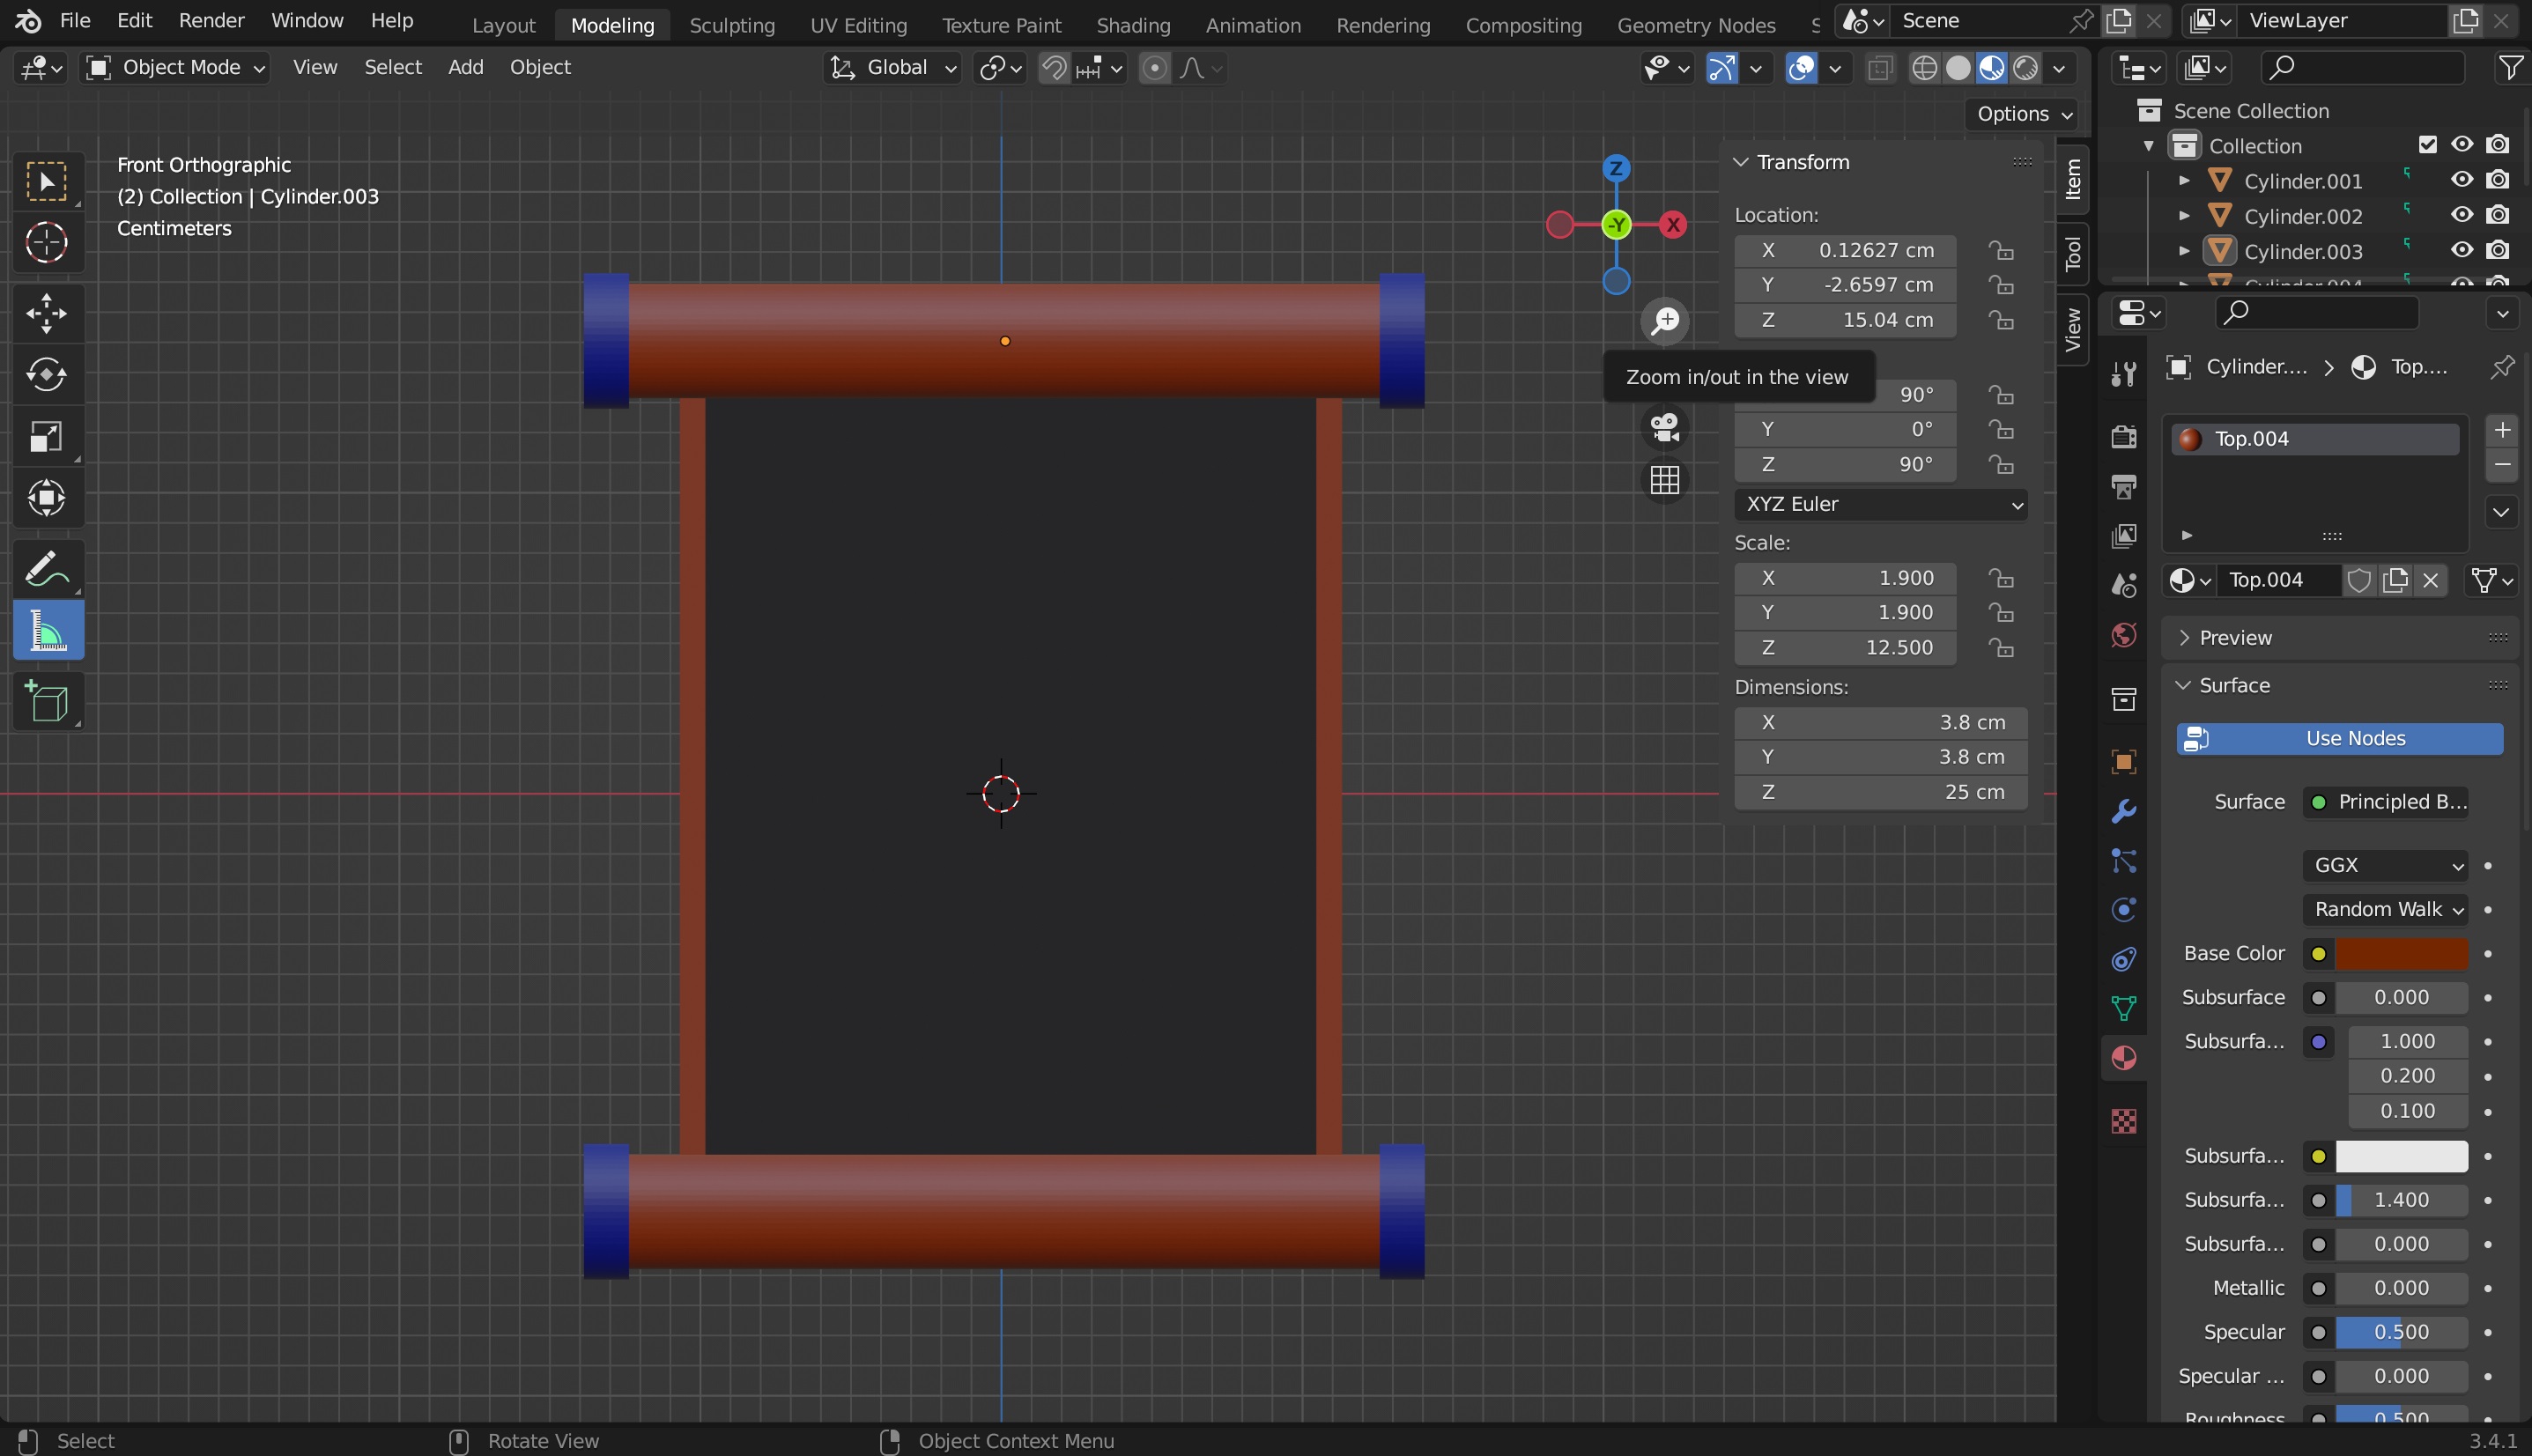 File Edit Render Window Help
Layout Modeling Sculpting UV Editing Texture Paint Shading Animation Rendering Compositing Geometry Nodes
Scene
ViewLayer
Object Mode View Select Add Object
Global
Options
Front Orthographic
(2) Collection | Cylinder.003
Centimeters
Z
-Y
X
Zoom in/out in the view
Transform
Location:
X 0.12627 cm
Y -2.6597 cm
Z 15.04 cm
90°
Y 0°
Z 90°
XYZ Euler
Scale:
X 1.900
Y 1.900
Z 12.500
Dimensions:
X 3.8 cm
Y 3.8 cm
Z 25 cm
Item
Tool
View
Scene Collection
Collection
Cylinder.001
Cylinder.002
Cylinder.003
Cylinder.... > Top....
Top.004
Top.004
Preview
Surface
Use Nodes
Surface Principled B...
GGX
Random Walk
Base Color
Subsurface 0.000
Subsurfa... 1.000
0.200
0.100
Subsurfa...
Subsurfa... 1.400
Subsurfa... 0.000
Metallic 0.000
Specular 0.500
Specular ... 0.000
Roughness 0.500
Select
Rotate View
Object Context Menu
3.4.1